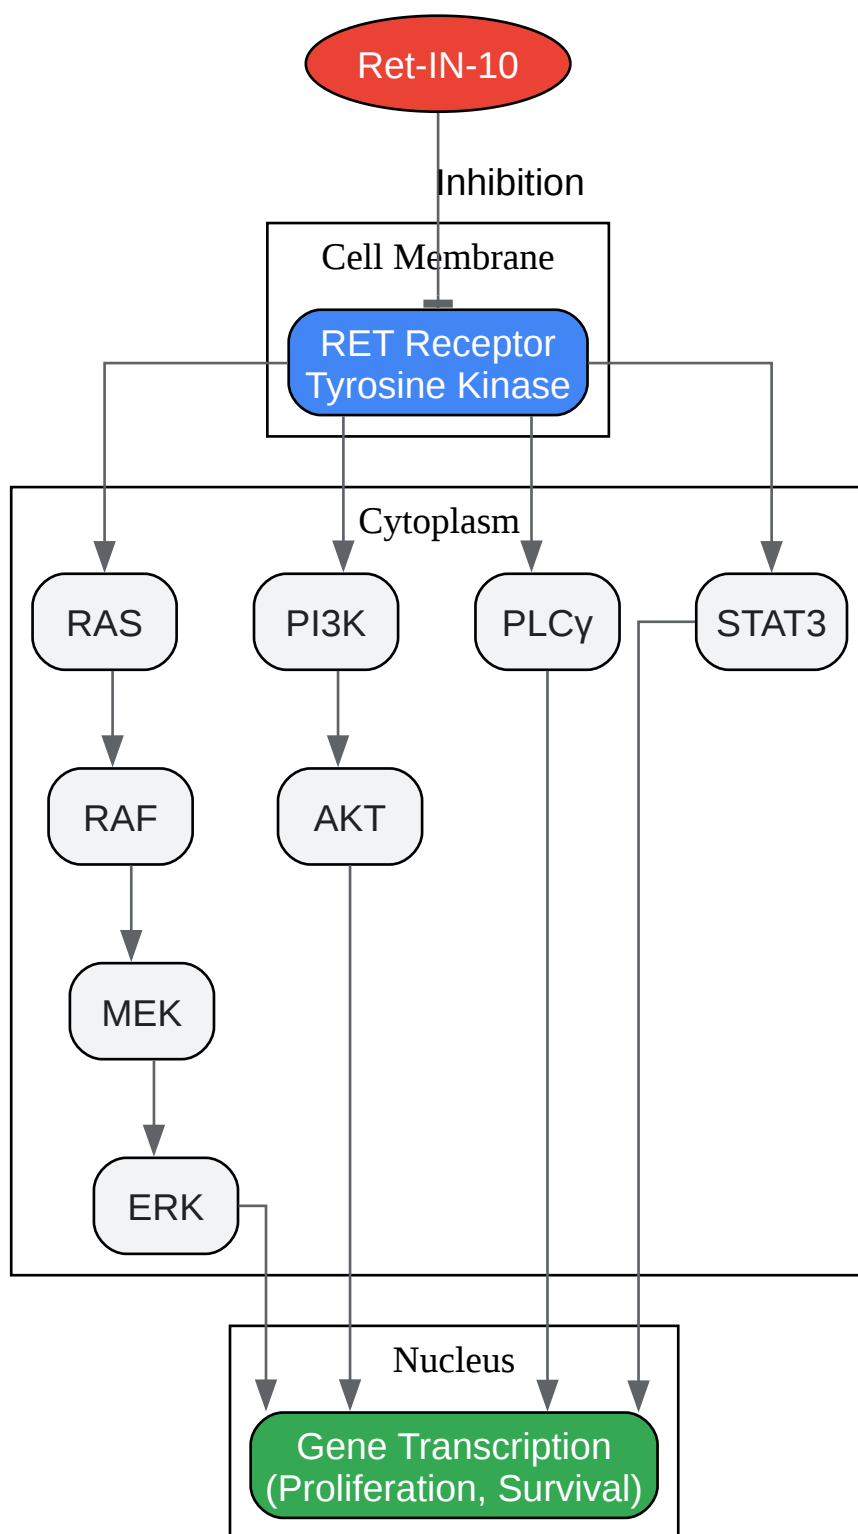 Ret-IN-10
Inhibition
Cell Membrane
RET Receptor
Tyrosine Kinase
Cytoplasm
RAS
PI3K
PLCγ
STAT3
RAF
AKT
MEK
ERK
Nucleus
Gene Transcription
(Proliferation, Survival)